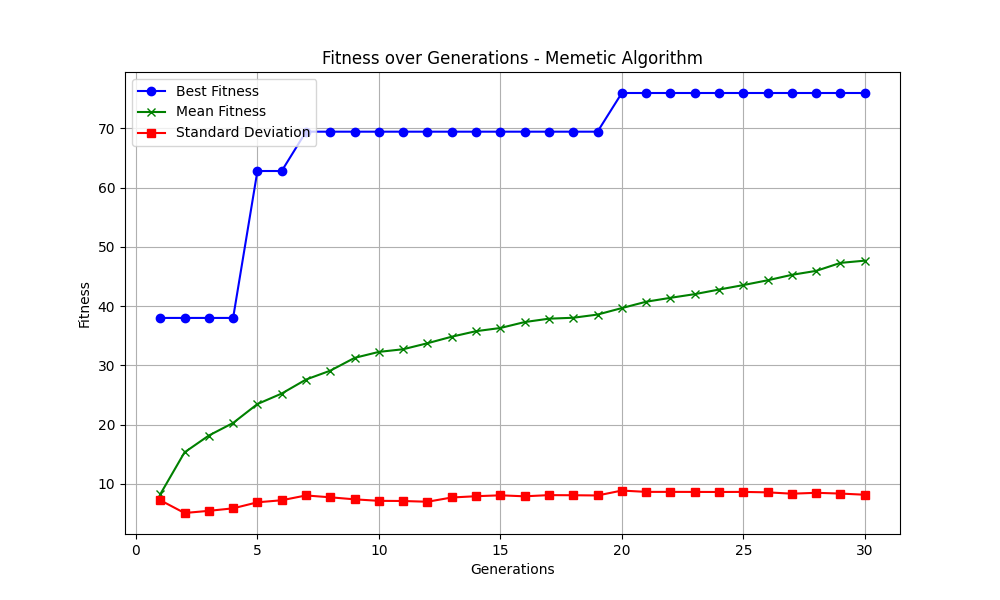 Fitness over Generations - Memetic Algorithm
Best Fitness
Mean Fitness
Standard Deviation
70
60
50
40
30
20
10
Fitness
0 5 10 15 20 25 30
Generations